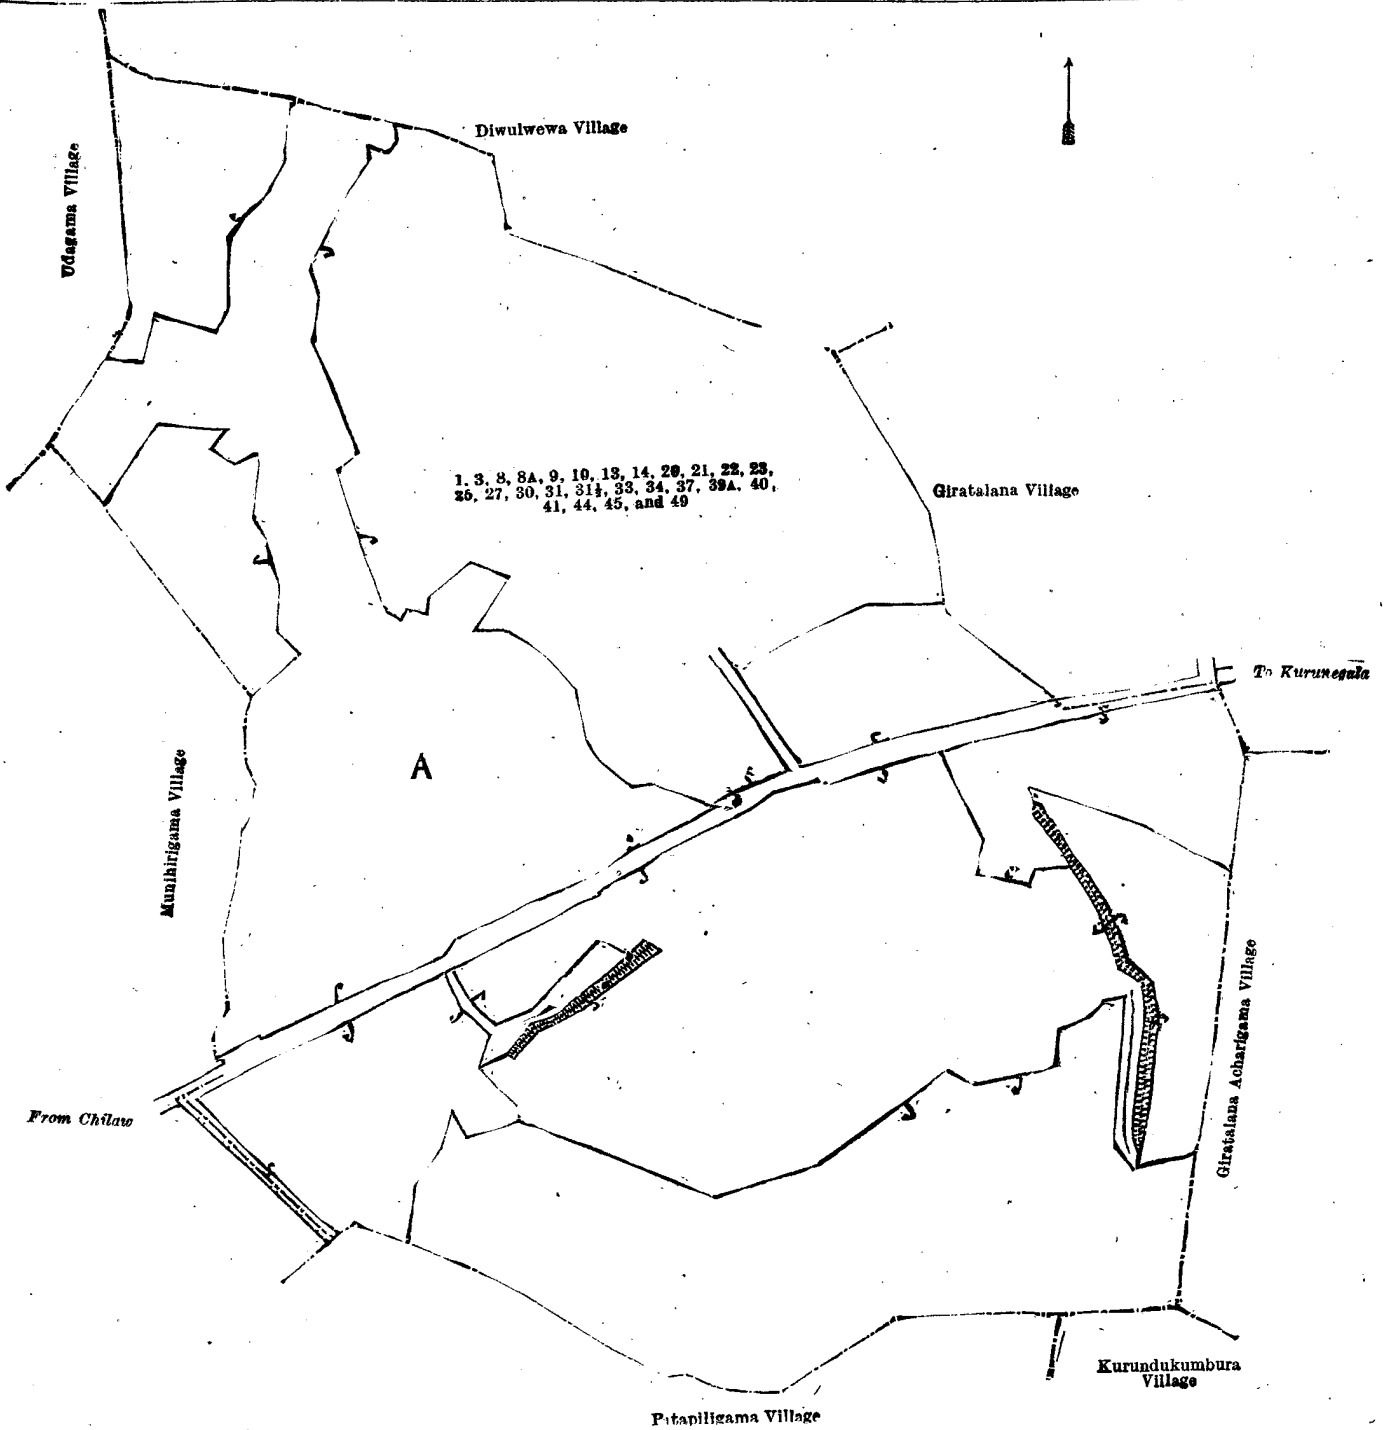 Diwulwewa Village
Udagama Village
1, 3, 8, 8A, 9, 10, 13, 14, 20, 21, 22, 23,
25, 27, 30, 31, 31½, 33, 34, 37, 39A, 40,
41, 44, 45, and 49
Giratalana Village
To Kurunegala
A
Munihirigama Village
Giratalana Acharigama Village
From Chilaw
Kurundukumbura
Village
Pitapiligama Village